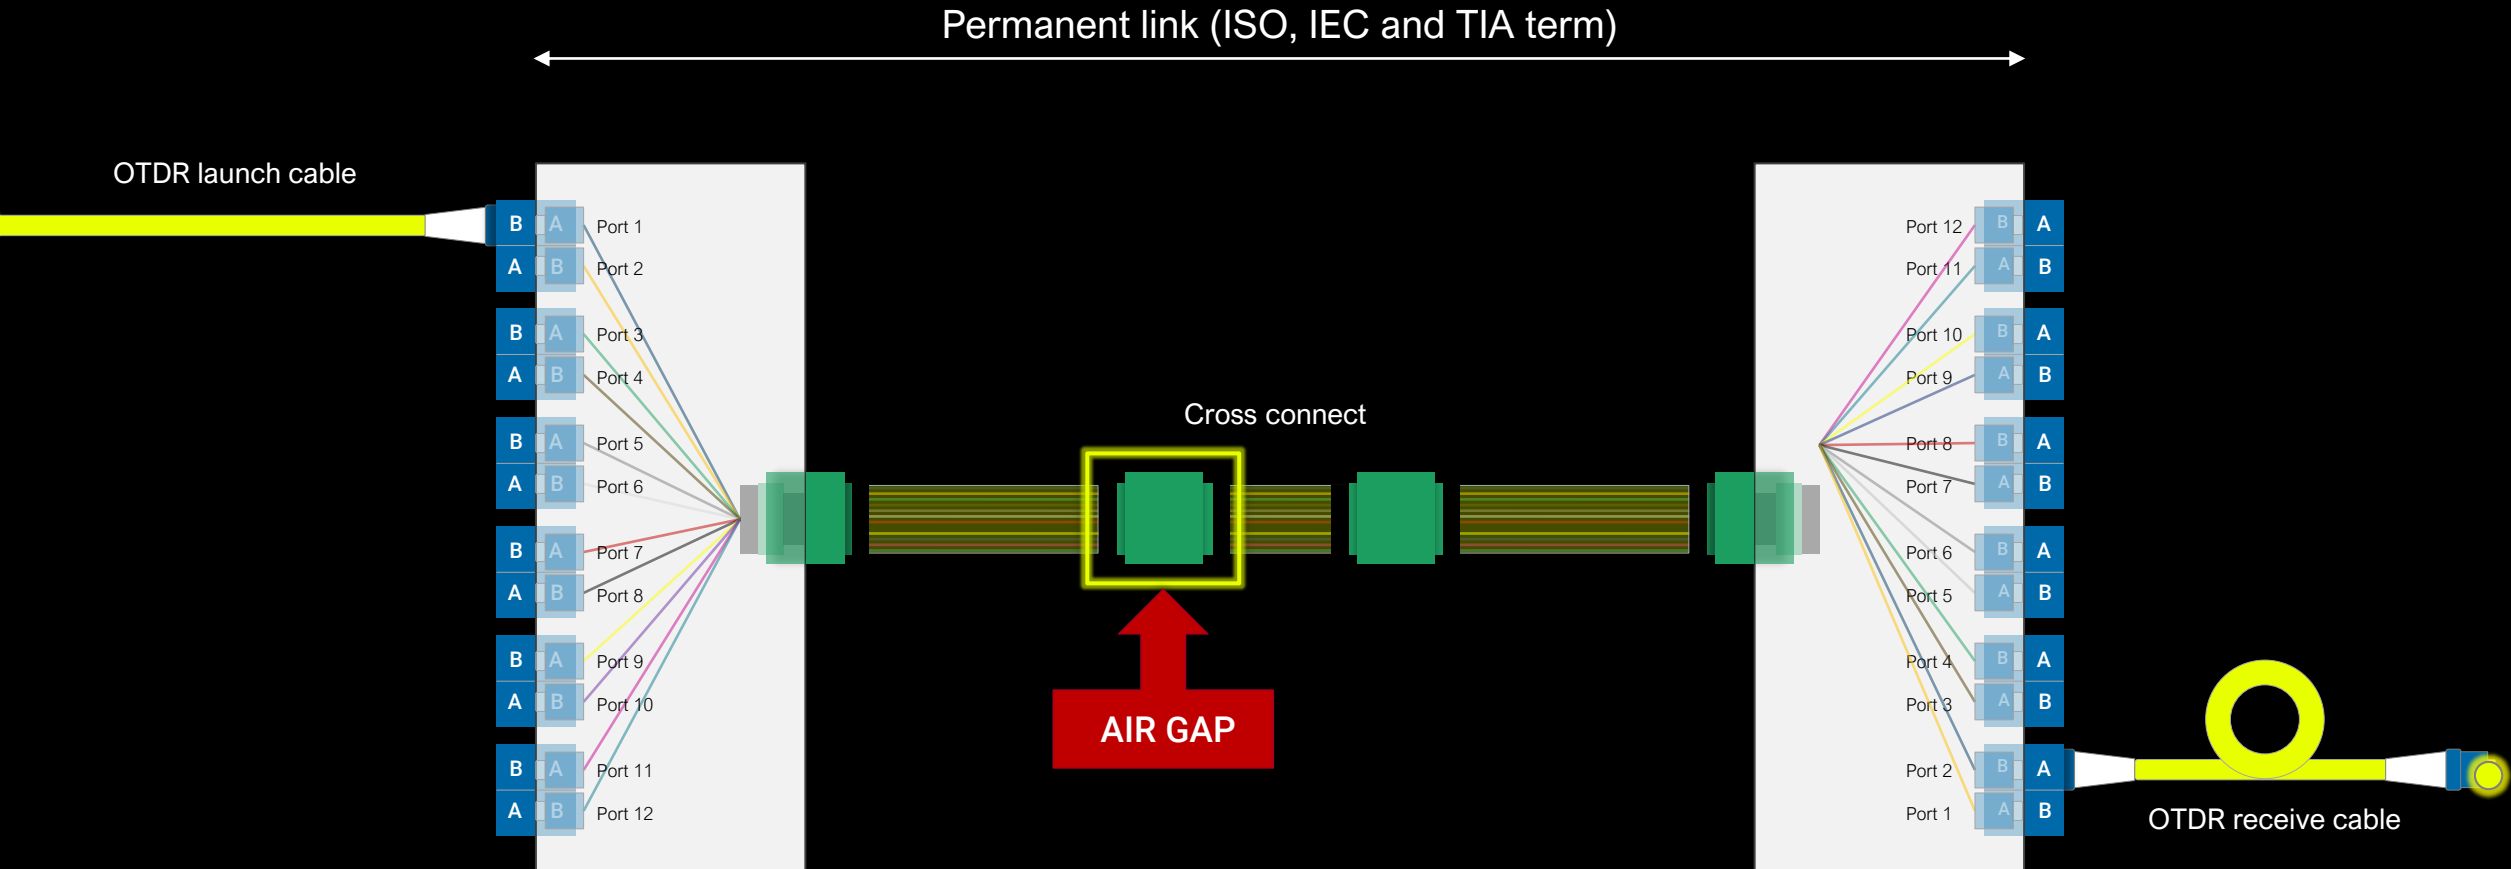 Permanent link (ISO, IEC and TIA term)
OTDR launch cable
B A Port 1
A B Port 2
B A Port 3
A B Port 4
B A Port 5
A B Port 6
B A Port 7
A B Port 8
B A Port 9
A B Port 10
B A Port 11
A B Port 12
Cross connect
AIR GAP
Port 12 B A
Port 11 A B
Port 10 B A
Port 9 A B
Port 8 B A
Port 7 A B
Port 6 B A
Port 5 A B
Port 4 B A
Port 3 A B
Port 2 B A
Port 1 A B
OTDR receive cable